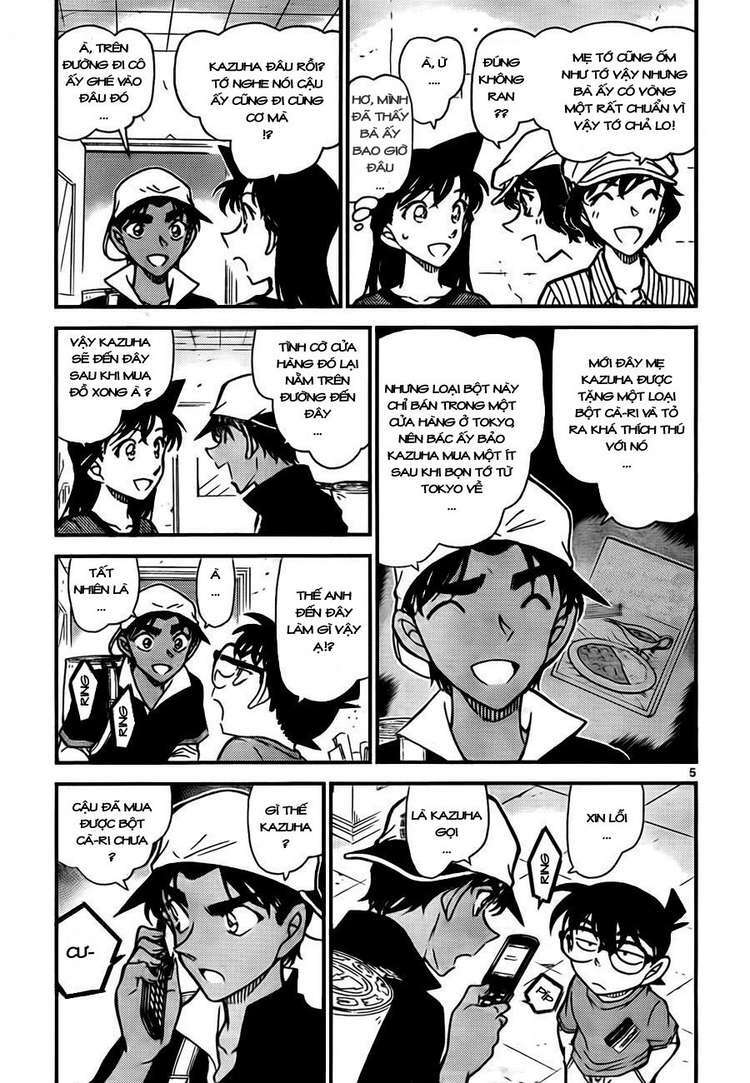 MẸ TỚ CŨNG ỐM
NHƯ TỚ VẬY NHƯNG
BÀ ẤY CÓ VÒNG
MỘT RẤT CHUẨN VÌ
VẬY TỚ CHẢ LO!
ĐÚNG
KHÔNG
RAN
??
À, Ừ
....
HƠ, MÌNH
ĐÃ THẤY
BÀ ẤY
BAO GIỜ
ĐÂU
......
KAZUHA ĐÂU RỒI?
TỚ NGHE NÓI CẬU
ẤY CŨNG ĐI CÙNG
CƠ MÀ
!?
À, TRÊN
ĐƯỜNG ĐI CÔ
ẤY GHÉ VÀO
ĐÂU ĐÓ
...
MỚI ĐÂY MẸ
KAZUHA ĐƯỢC
TẶNG MỘT LOẠI
BỘT CÀ-RI VÀ TỎ
RA KHÁ THÍCH THÚ
VỚI NÓ
...
NHƯNG LOẠI BỘT NÀY
CHỈ BÁN TRONG MỘT
CỬA HÀNG Ở TOKYO,
NÊN BÁC ẤY BẢO
KAZUHA MUA MỘT ÍT
SAU KHI BỌN TỚ TỪ
TOKYO VỀ
...
TÌNH CỜ CỬA
HÀNG ĐÓ LẠI
NẰM TRÊN
ĐƯỜNG ĐẾN
ĐÂY
...
VẬY KAZUHA
SẼ ĐẾN ĐÂY
SAU KHI MUA
ĐỒ XONG À ?
THẾ ANH
ĐẾN ĐÂY
LÀM GÌ VẬY
Ạ!?
À
...
TẤT
NHIÊN LÀ
....
RING
RING
5
XIN LỖI
...
RING
LÀ KAZUHA
GỌI
....
PÍP
GÌ THẾ
KAZUHA
?
CẬU ĐÃ MUA
ĐƯỢC BỘT
CÀ-RI CHƯA
?
CỨ-